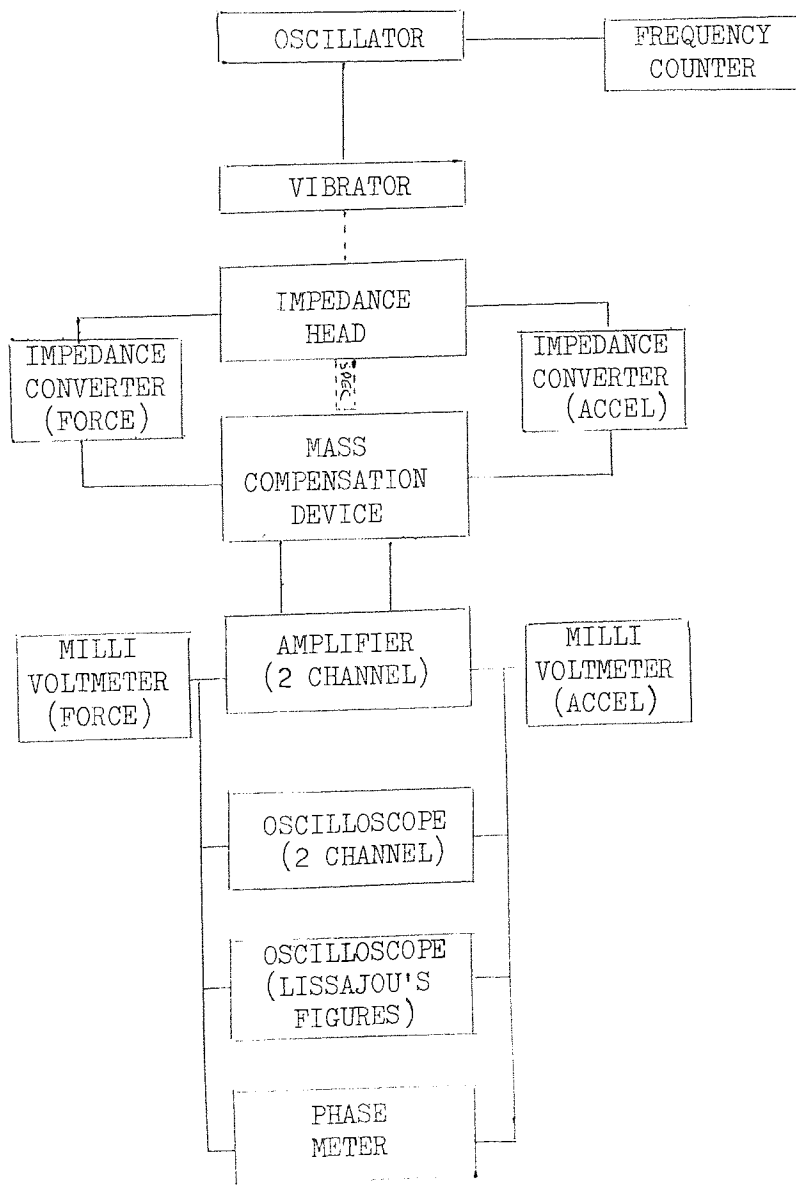 OSCILLATOR
FREQUENCY
COUNTER
VIBRATOR
IMPEDANCE
HEAD
IMPEDANCE
CONVERTER
(FORCE)
IMPEDANCE
CONVERTER
(ACCEL)
SPEC
MASS
COMPENSATION
DEVICE
MILLI
VOLTMETER
(FORCE)
AMPLIFIER
(2 CHANNEL)
MILLI
VOLTMETER
(ACCEL)
OSCILLOSCOPE
(2 CHANNEL)
OSCILLOSCOPE
(LISSAJOU'S
FIGURES)
PHASE
METER